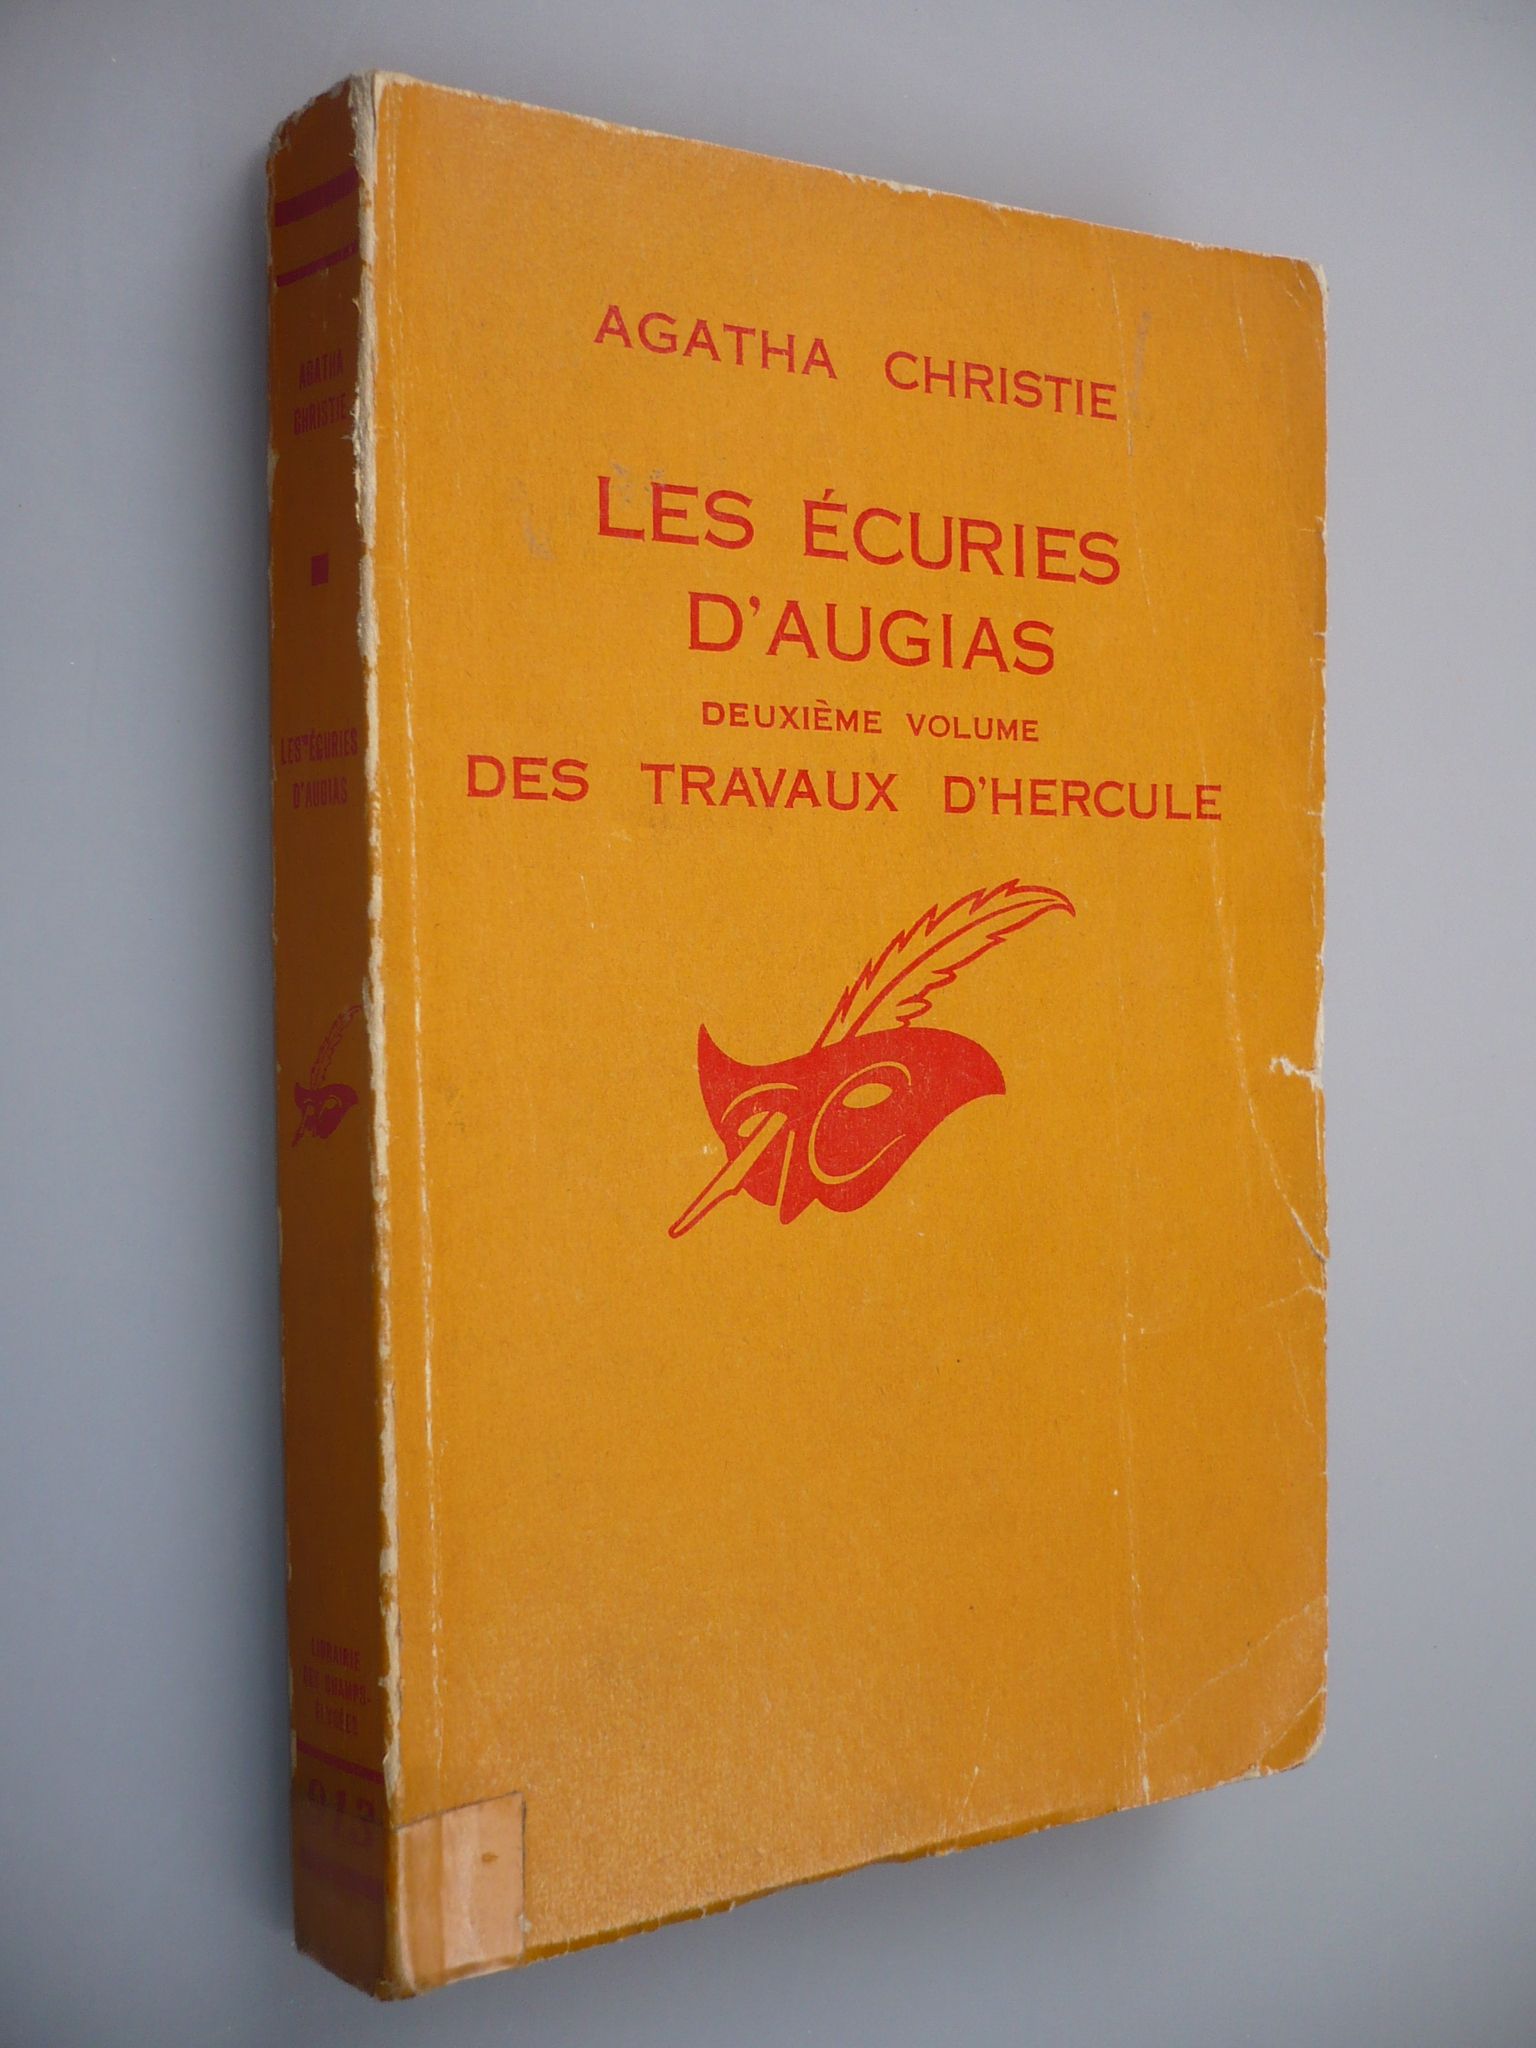 AGATHA CHRISTIE
LES ÉCURIES
D'AUGIAS
DEUXIÈME VOLUME
DES TRAVAUX D'HERCULE
AGATHA
CHRISTIE
LES ÉCURIES
D'AUGIAS
LIBRAIRIE
DES CHAMPS-
ÉLYSÉES